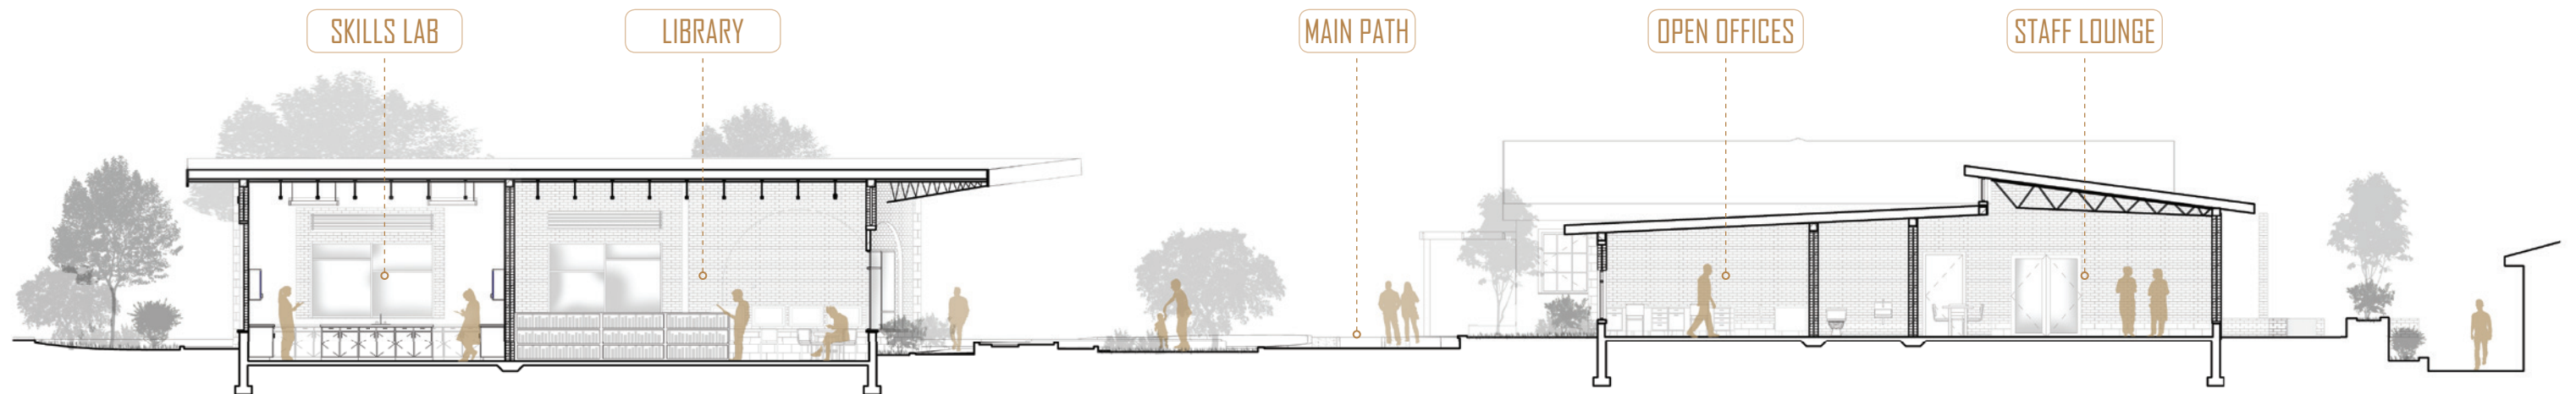 SKILLS LAB
LIBRARY
MAIN PATH
OPEN OFFICES
STAFF LOUNGE